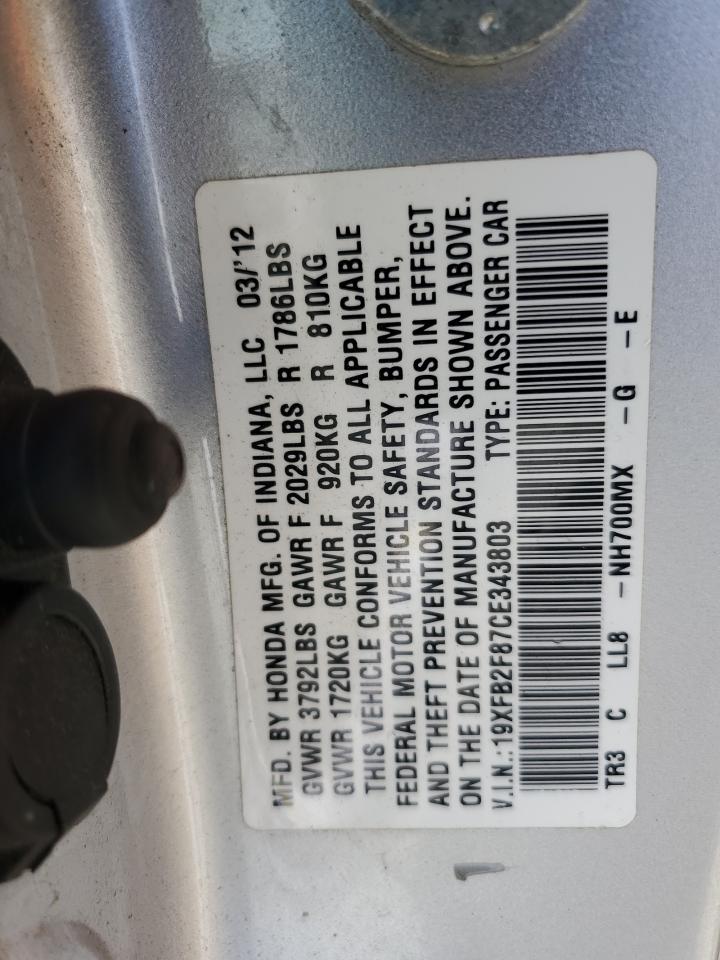 MFD. BY HONDA MFG. OF INDIANA, LLC 03/'12
GVWR 3792LBS GAWR F 2029LBS R 1786LBS
GVWR 1720KG GAWR F 920KG R 810KG
THIS VEHICLE CONFORMS TO ALL APPLICABLE
FEDERAL MOTOR VEHICLE SAFETY, BUMPER,
AND THEFT PREVENTION STANDARDS IN EFFECT
ON THE DATE OF MANUFACTURE SHOWN ABOVE.
V.I.N.:19XFB2F87CE343803 TYPE: PASSENGER CAR
TR3 C LL8 -NH700MX -G -E